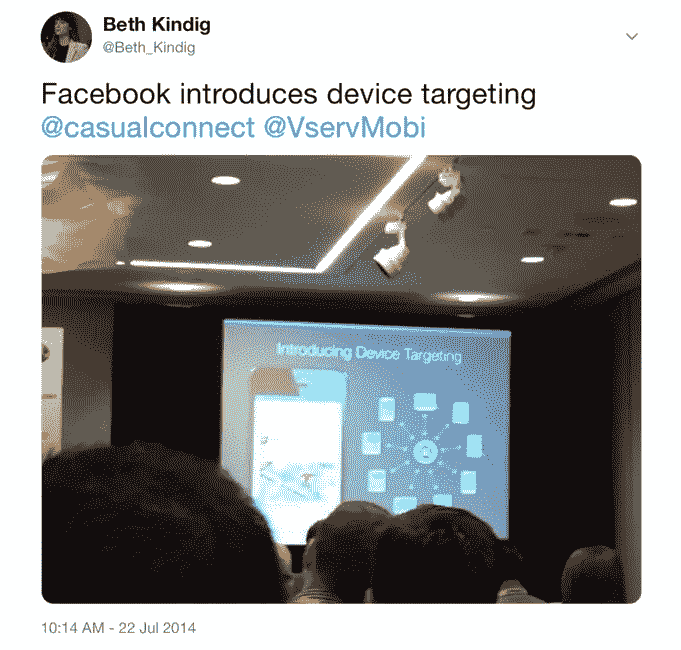 Beth Kindig
@Beth_Kindig
Facebook introduces device targeting
@casualconnect @VservMobi
Introducing Device Targeting
10:14 AM - 22 Jul 2014